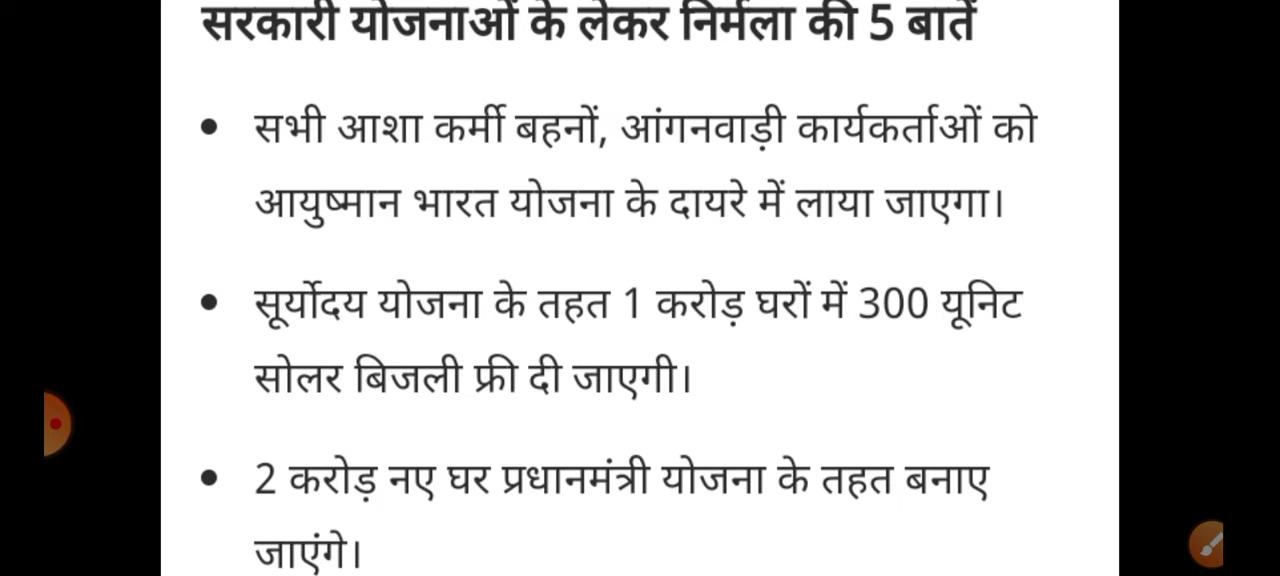 सरकारी योजनाओं के लेकर निर्मला की 5 बातें
• सभी आशा कर्मी बहनों, आंगनवाड़ी कार्यकर्ताओं को
आयुष्मान भारत योजना के दायरे में लाया जाएगा।
• सूर्योदय योजना के तहत 1 करोड़ घरों में 300 यूनिट
सोलर बिजली फ्री दी जाएगी।
• 2 करोड़ नए घर प्रधानमंत्री योजना के तहत बनाए
जाएंगे।